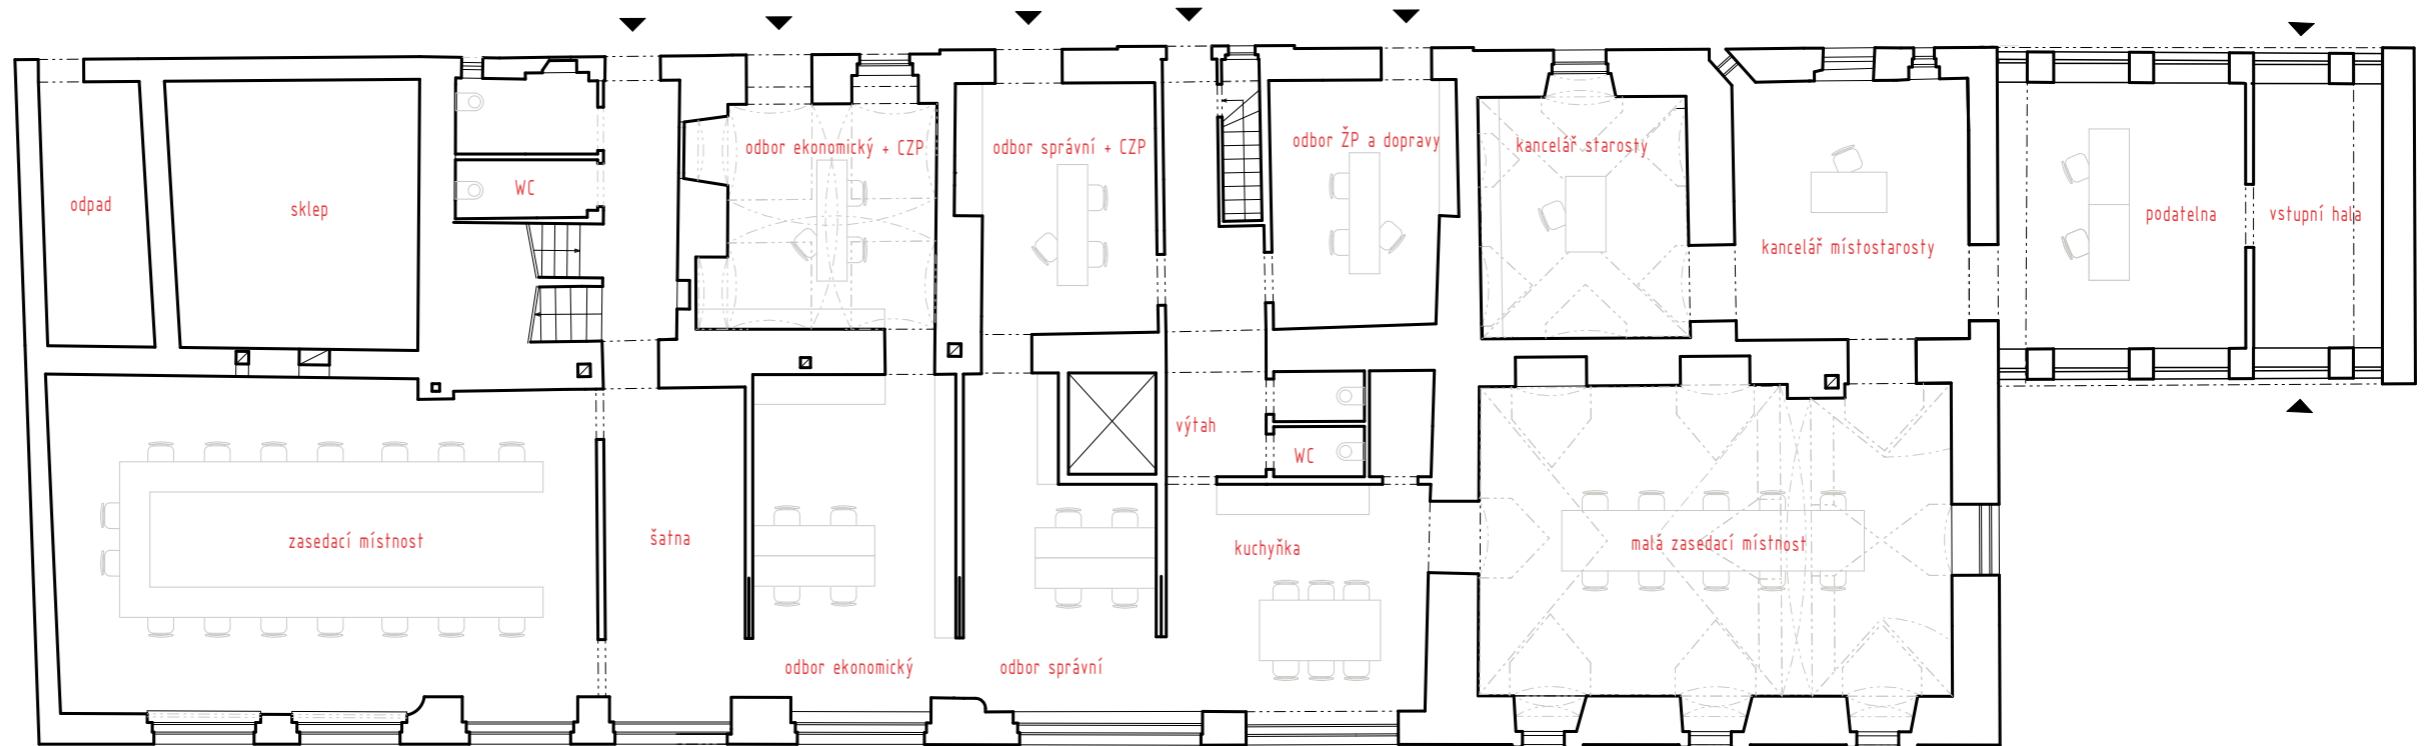 odpad
sklep
WC
odbor ekonomický + CZP
odbor správní + CZP
odbor ŽP a dopravy
kancelář starosty
kancelář místostarosty
podatelna
vstupní hala
zasedací místnost
šatna
odbor ekonomický
odbor správní
výtah
WC
kuchyňka
malá zasedací místnost